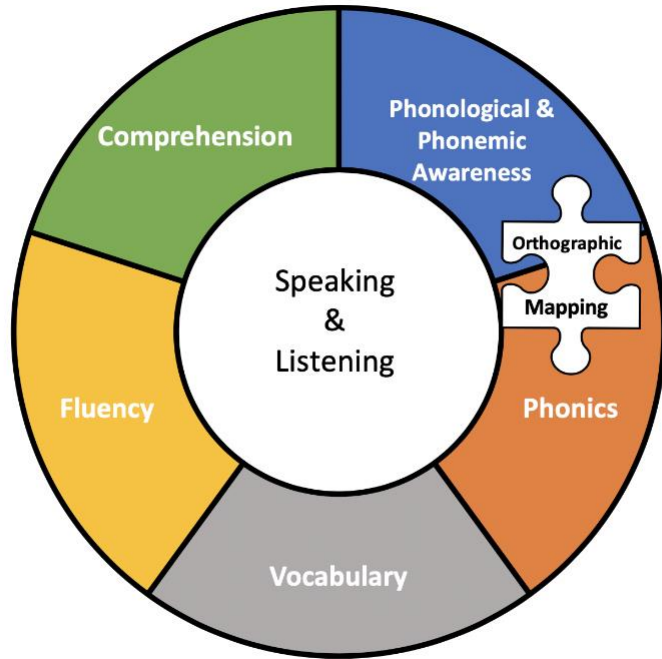 Comprehension
Phonological &
Phonemic
Awareness
Orthographic
Mapping
Speaking
&
Listening
Fluency
Phonics
Vocabulary